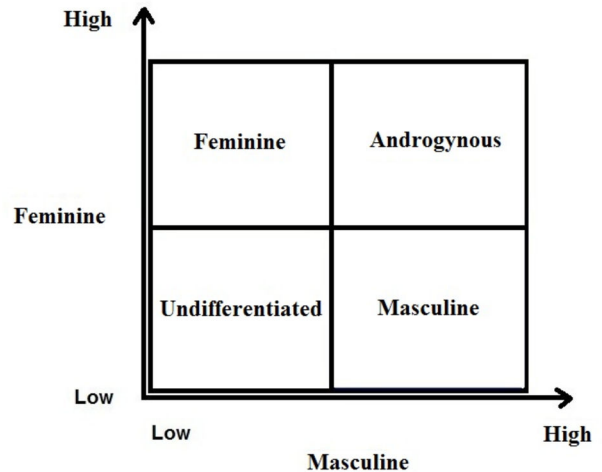 High
Feminine
Androgynous
Feminine
Undifferentiated
Masculine
Low
Low
High
Masculine